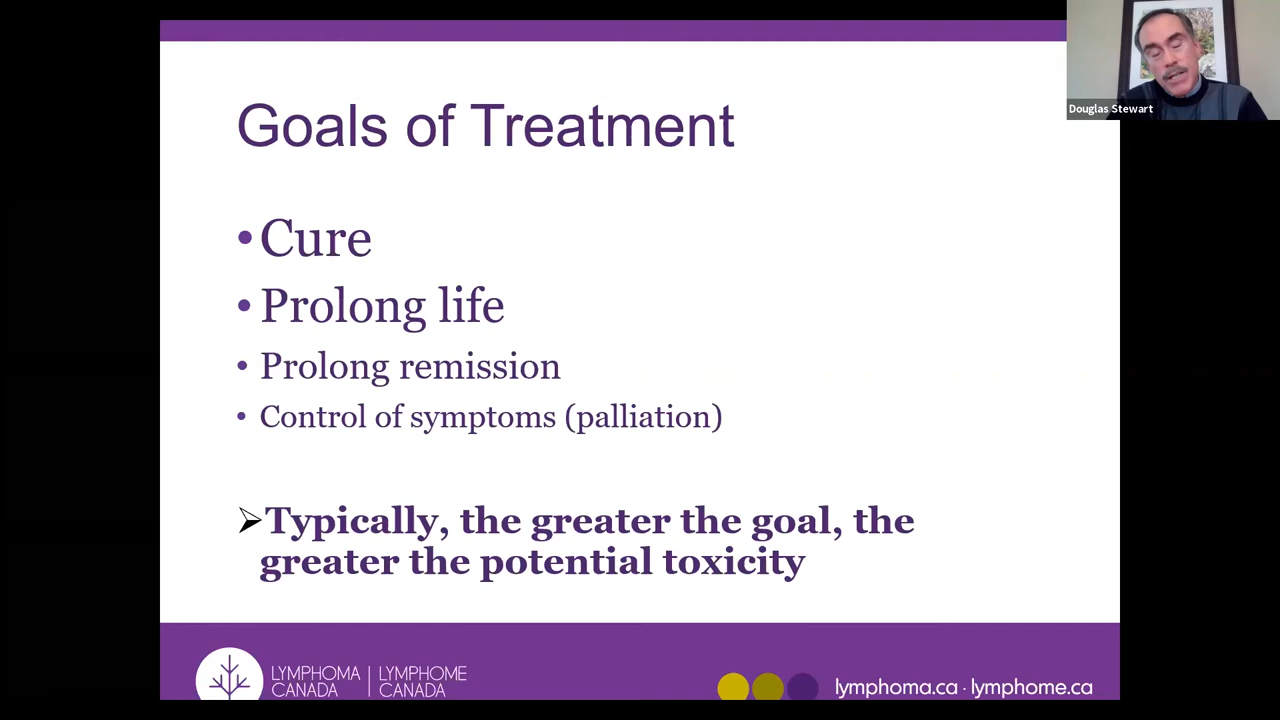 Douglas Stewart
Goals of Treatment
•Cure
• Prolong life
• Prolong remission
• Control of symptoms (palliation)
➢Typically, the greater the goal, the
greater the potential toxicity
LYMPHOMA | LYMPHOME
CANADA | CANADA
lymphoma.ca · lymphome.ca